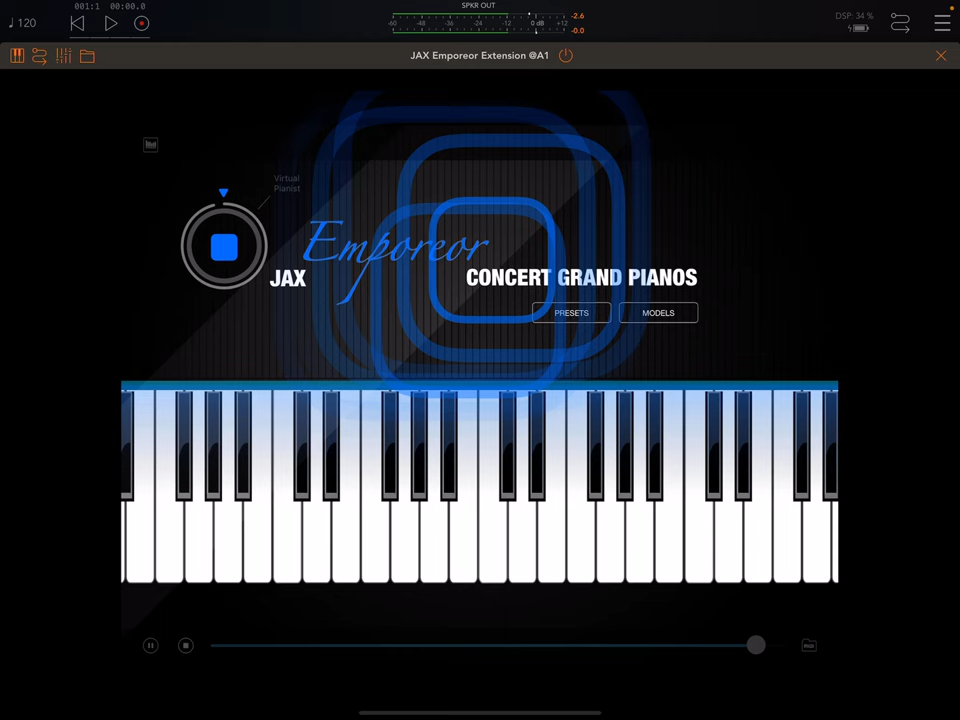 ♩ 120
001:1 00:00.0
SPKR OUT
-60 -48 -36 -24 -12 0 dB +12
-2.6
-0.0
DSP: 34 %
JAX Emporeor Extension @A1
Virtual
Pianist
JAX Emporeor CONCERT GRAND PIANOS
PRESETS MODELS